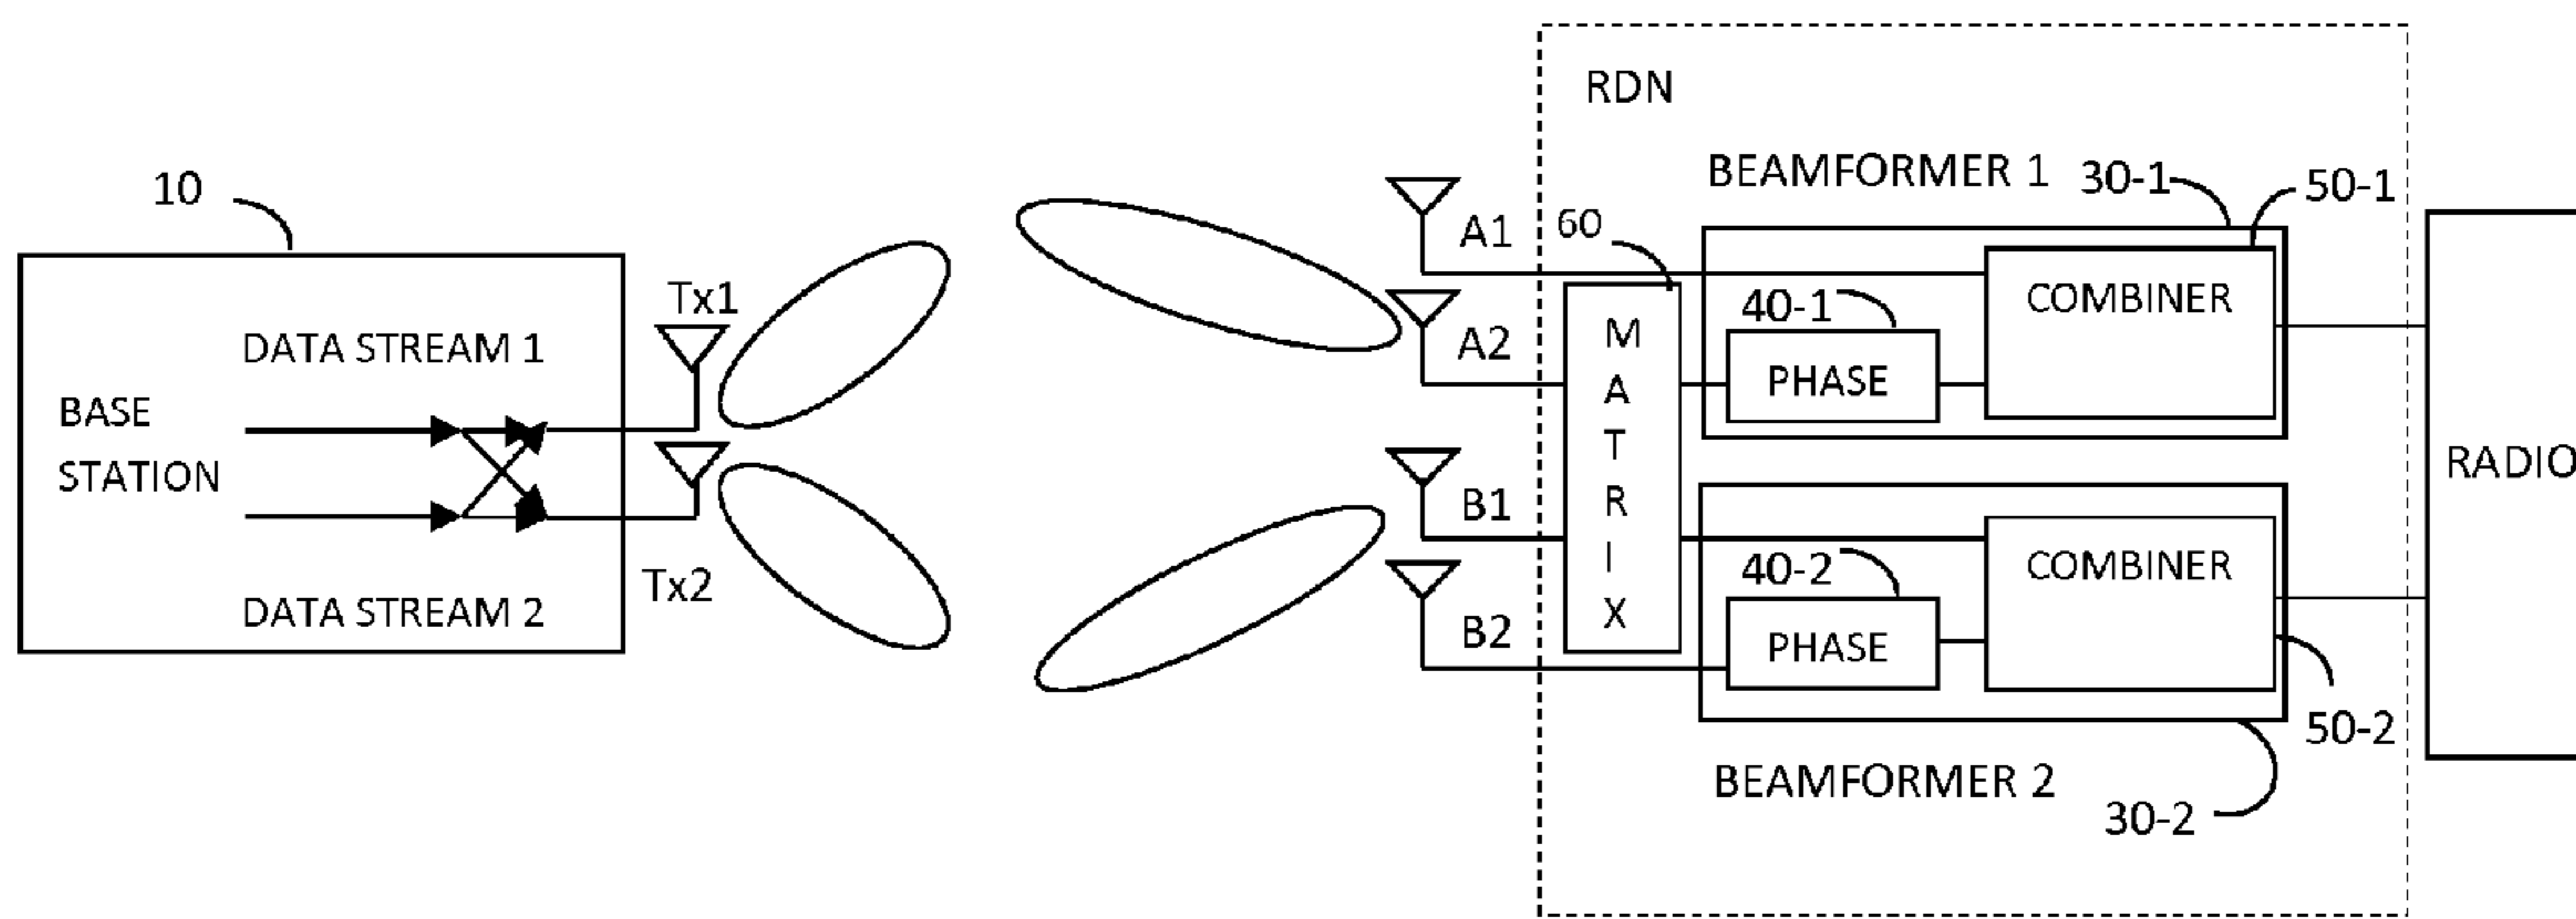 RDN
BEAMFORMER 1
30-1
50-1
10
A1
60
Tx1
COMBINER
40-1
DATA STREAM 1
A2
PHASE
BASE
STATION
RADIO
B1
MATRIX
COMBINER
40-2
Tx2
DATA STREAM 2
B2
PHASE
50-2
BEAMFORMER 2
30-2